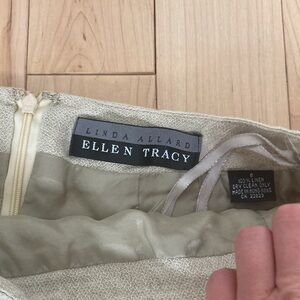 LINDA ALLARD
ELLEN TRACY
100% LINEN
DRY CLEAN ONLY
MADE IN HONG KONG